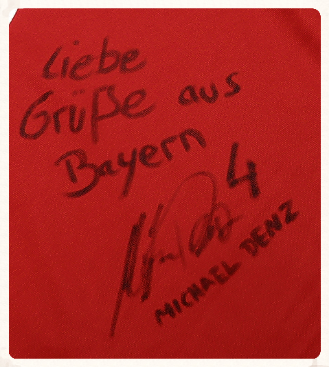 Liebe
Grüße aus
Bayern
4
MICHAEL DENZ